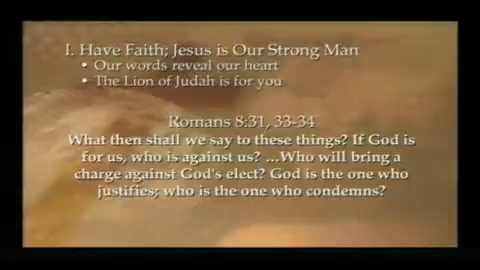 I. Have Faith; Jesus is Our Strong Man
• Our words reveal our heart
• The Lion of Judah is for you
Romans 8:31, 33-34
What then shall we say to these things? If God is
for us, who is against us? …Who will bring a
charge against God's elect? God is the one who
justifies; who is the one who condemns?